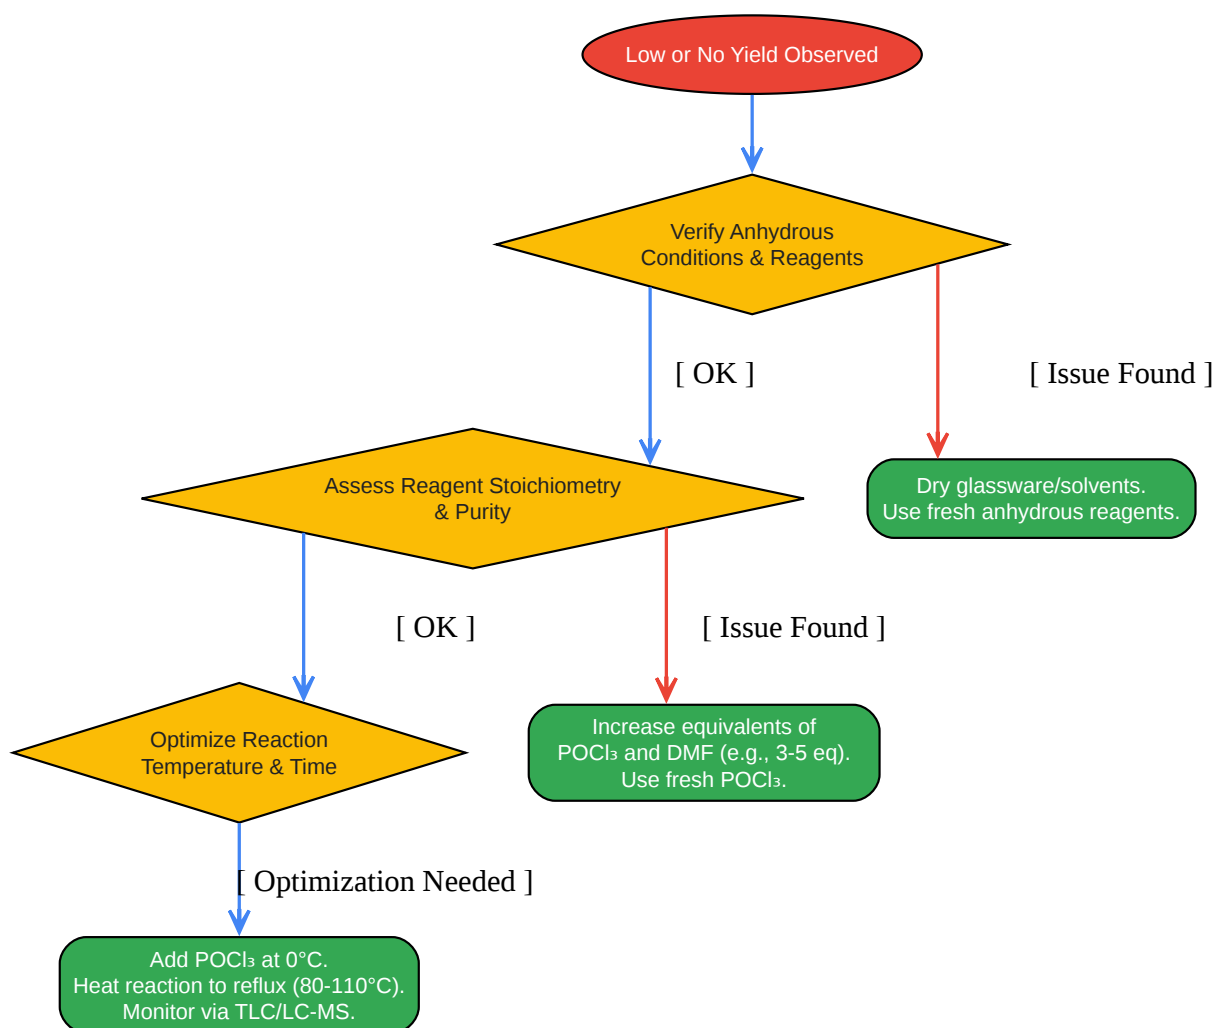 Low or No Yield Observed
Verify Anhydrous
Conditions & Reagents
[ OK ]
[ Issue Found ]
Dry glassware/solvents.
Use fresh anhydrous reagents.
Assess Reagent Stoichiometry
& Purity
[ OK ]
[ Issue Found ]
Increase equivalents of
POCl₃ and DMF (e.g., 3-5 eq).
Use fresh POCl₃.
Optimize Reaction
Temperature & Time
[ Optimization Needed ]
Add POCl₃ at 0°C.
Heat reaction to reflux (80-110°C).
Monitor via TLC/LC-MS.